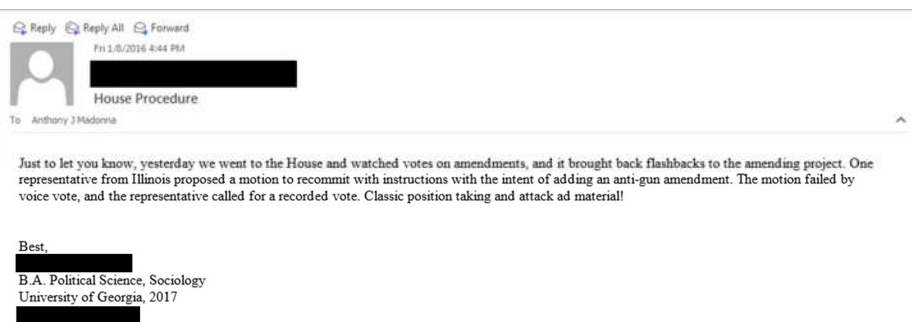 Reply Reply All Forward
Fri 1/8/2016 4:44 PM
House Procedure
To Anthony J Madonna
Just to let you know, yesterday we went to the House and watched votes on amendments, and it brought back flashbacks to the amending project. One
representative from Illinois proposed a motion to recommit with instructions with the intent of adding an anti-gun amendment. The motion failed by
voice vote, and the representative called for a recorded vote. Classic position taking and attack ad material!
Best,
B.A. Political Science, Sociology
University of Georgia, 2017